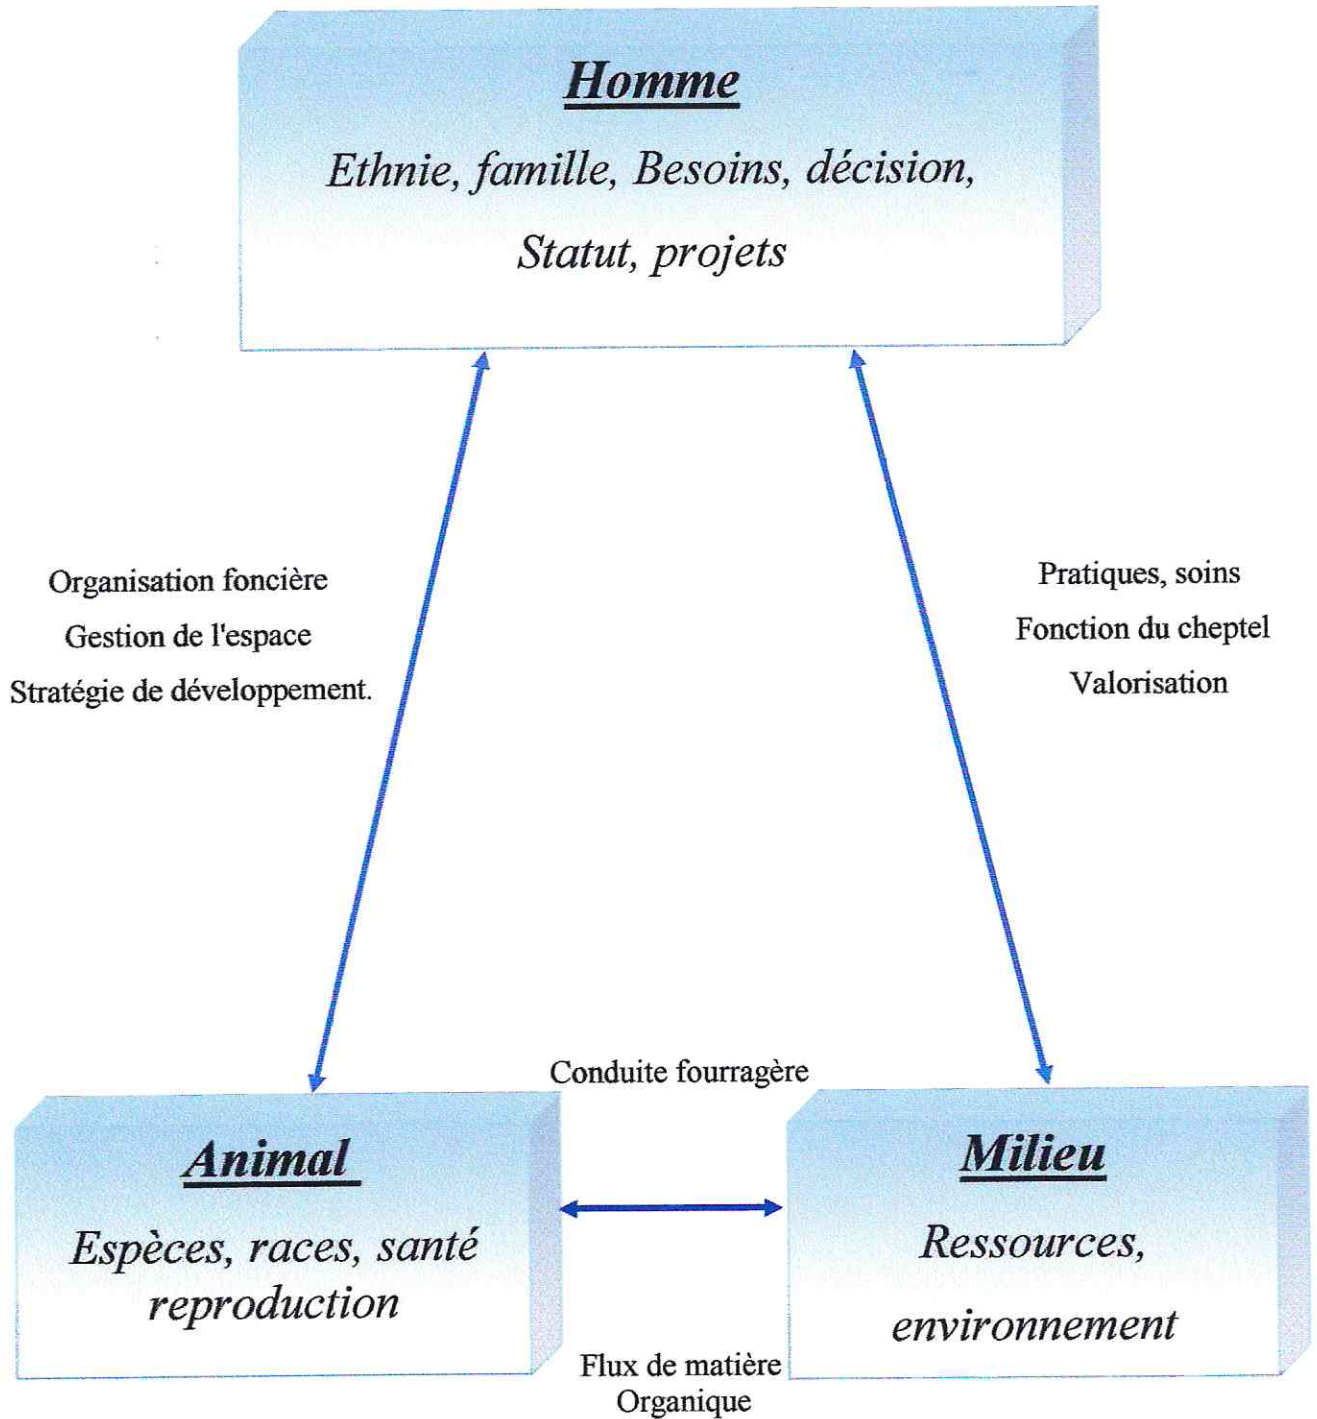 Homme
Ethnie, famille, Besoins, décision,
Statut, projets
Organisation foncière
Gestion de l'espace
Stratégie de développement.
Pratiques, soins
Fonction du cheptel
Valorisation
Conduite fourragère
Animal
Espèces, races, santé
reproduction
Milieu
Ressources,
environnement
Flux de matière
Organique